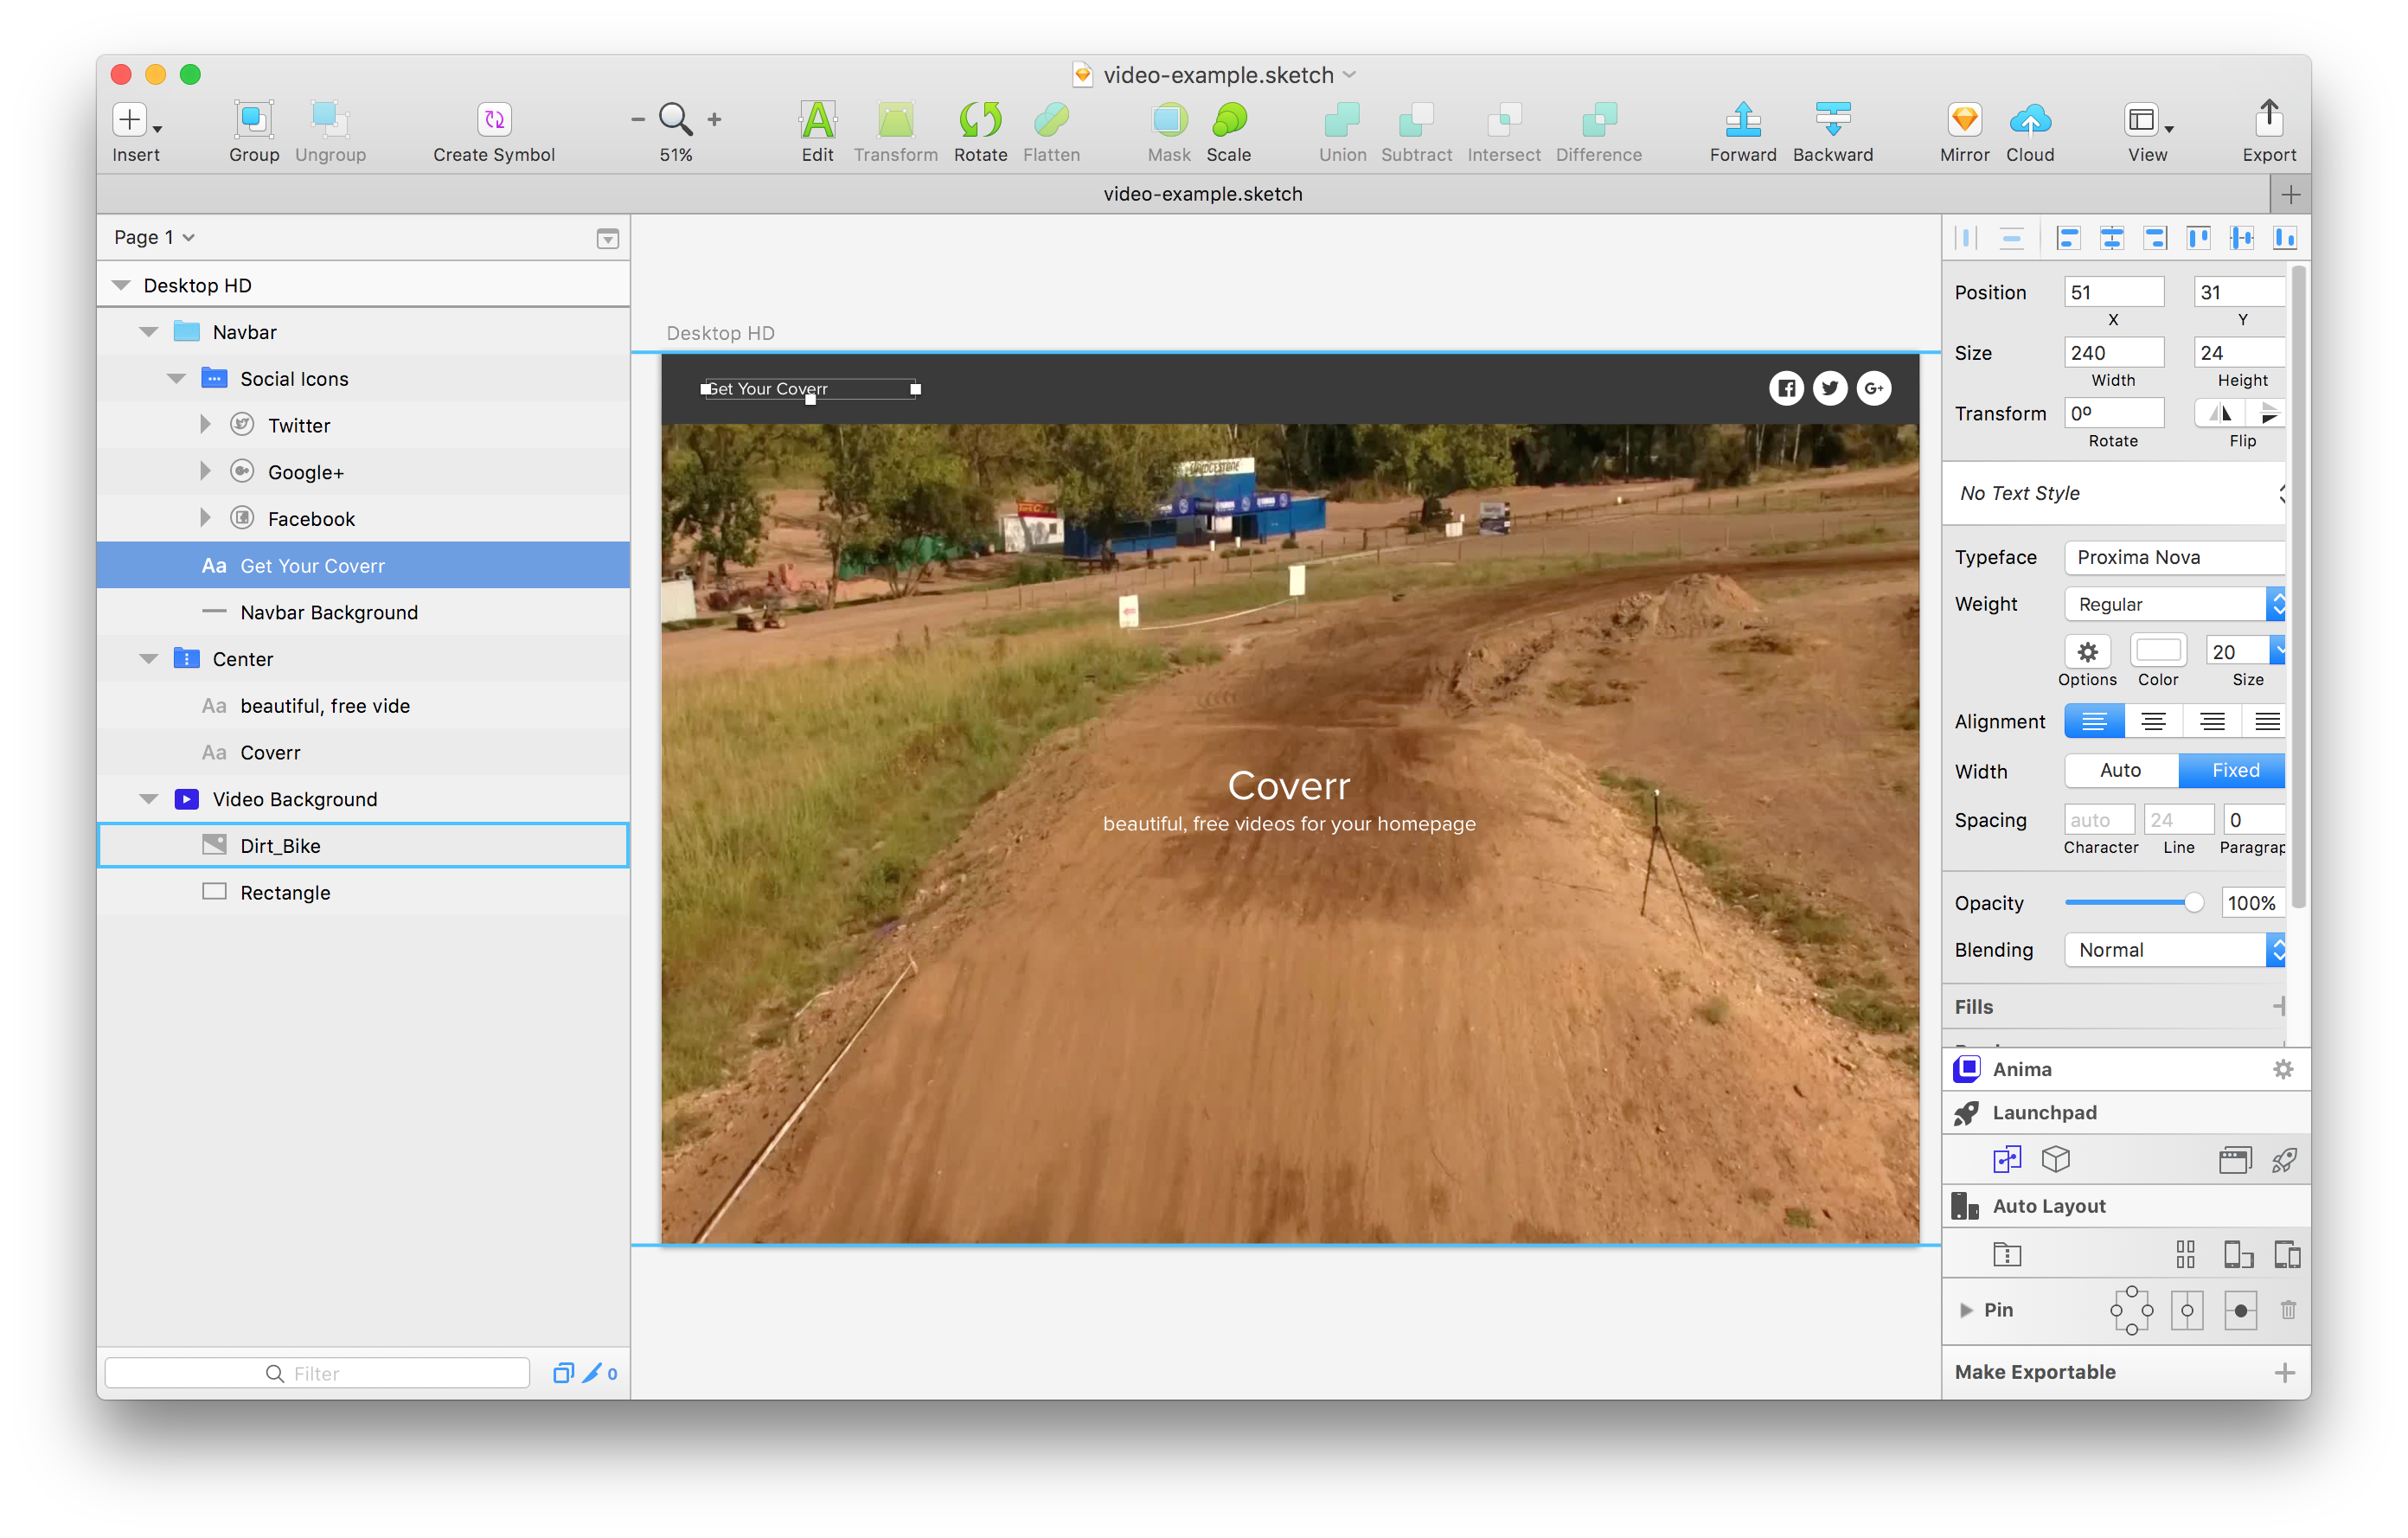 video-example.sketch
Insert
Group
Ungroup
Create Symbol
51%
Edit
Transform
Rotate
Flatten
Mask
Scale
Union
Subtract
Intersect
Difference
Forward
Backward
Mirror
Cloud
View
Export
video-example.sketch
Page 1
Desktop HD
Navbar
Social Icons
Twitter
Google+
Facebook
Aa Get Your Coverr
Navbar Background
Center
Aa beautiful, free vide
Aa Coverr
Video Background
Dirt_Bike
Rectangle
Filter
0
Desktop HD
Get Your Coverr
G+
BRIDGESTONE
Coverr
beautiful, free videos for your homepage
Position 51 31
X Y
Size 240 24
Width Height
Transform 0º
Rotate Flip
No Text Style
Typeface Proxima Nova
Weight Regular
20
Options Color Size
Alignment
Width Auto Fixed
Spacing auto 24 0
Character Line Paragrap
Opacity 100%
Blending Normal
Fills
Anima
Launchpad
Auto Layout
Pin
Make Exportable